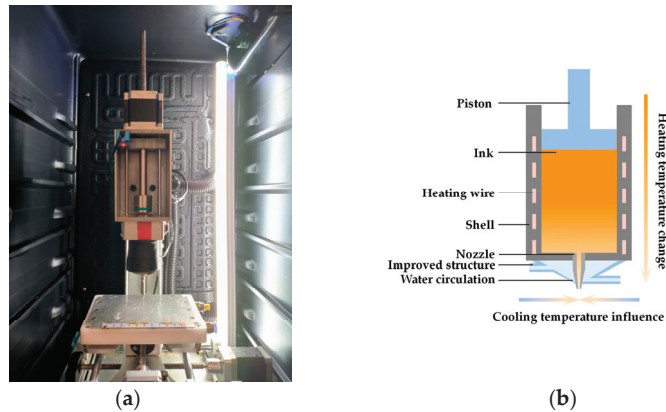 Piston
Ink
Heating wire
Shell
Nozzle
Improved structure
Water circulation
Heating temperature change
Cooling temperature influence
(a)
(b)